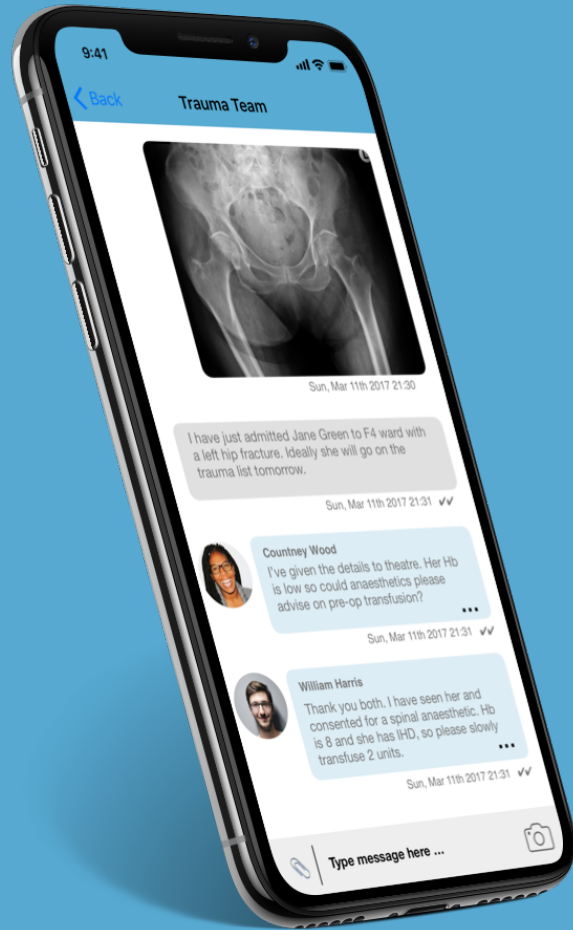 9:41
Back
Trauma Team
Sun, Mar 11th 2017 21:30
I have just admitted Jane Green to F4 ward with
a left hip fracture. Ideally she will go on the
trauma list tomorrow.
Sun, Mar 11th 2017 21:31
Countney Wood
I've given the details to theatre. Her Hb
is low so could anaesthetics please
advise on pre-op transfusion?
...
Sun, Mar 11th 2017 21:31
William Harris
Thank you both. I have seen her and
consented for a spinal anaesthetic. Hb
is 8 and she has IHD, so please slowly
transfuse 2 units.
...
Sun, Mar 11th 2017 21:31
Type message here ...